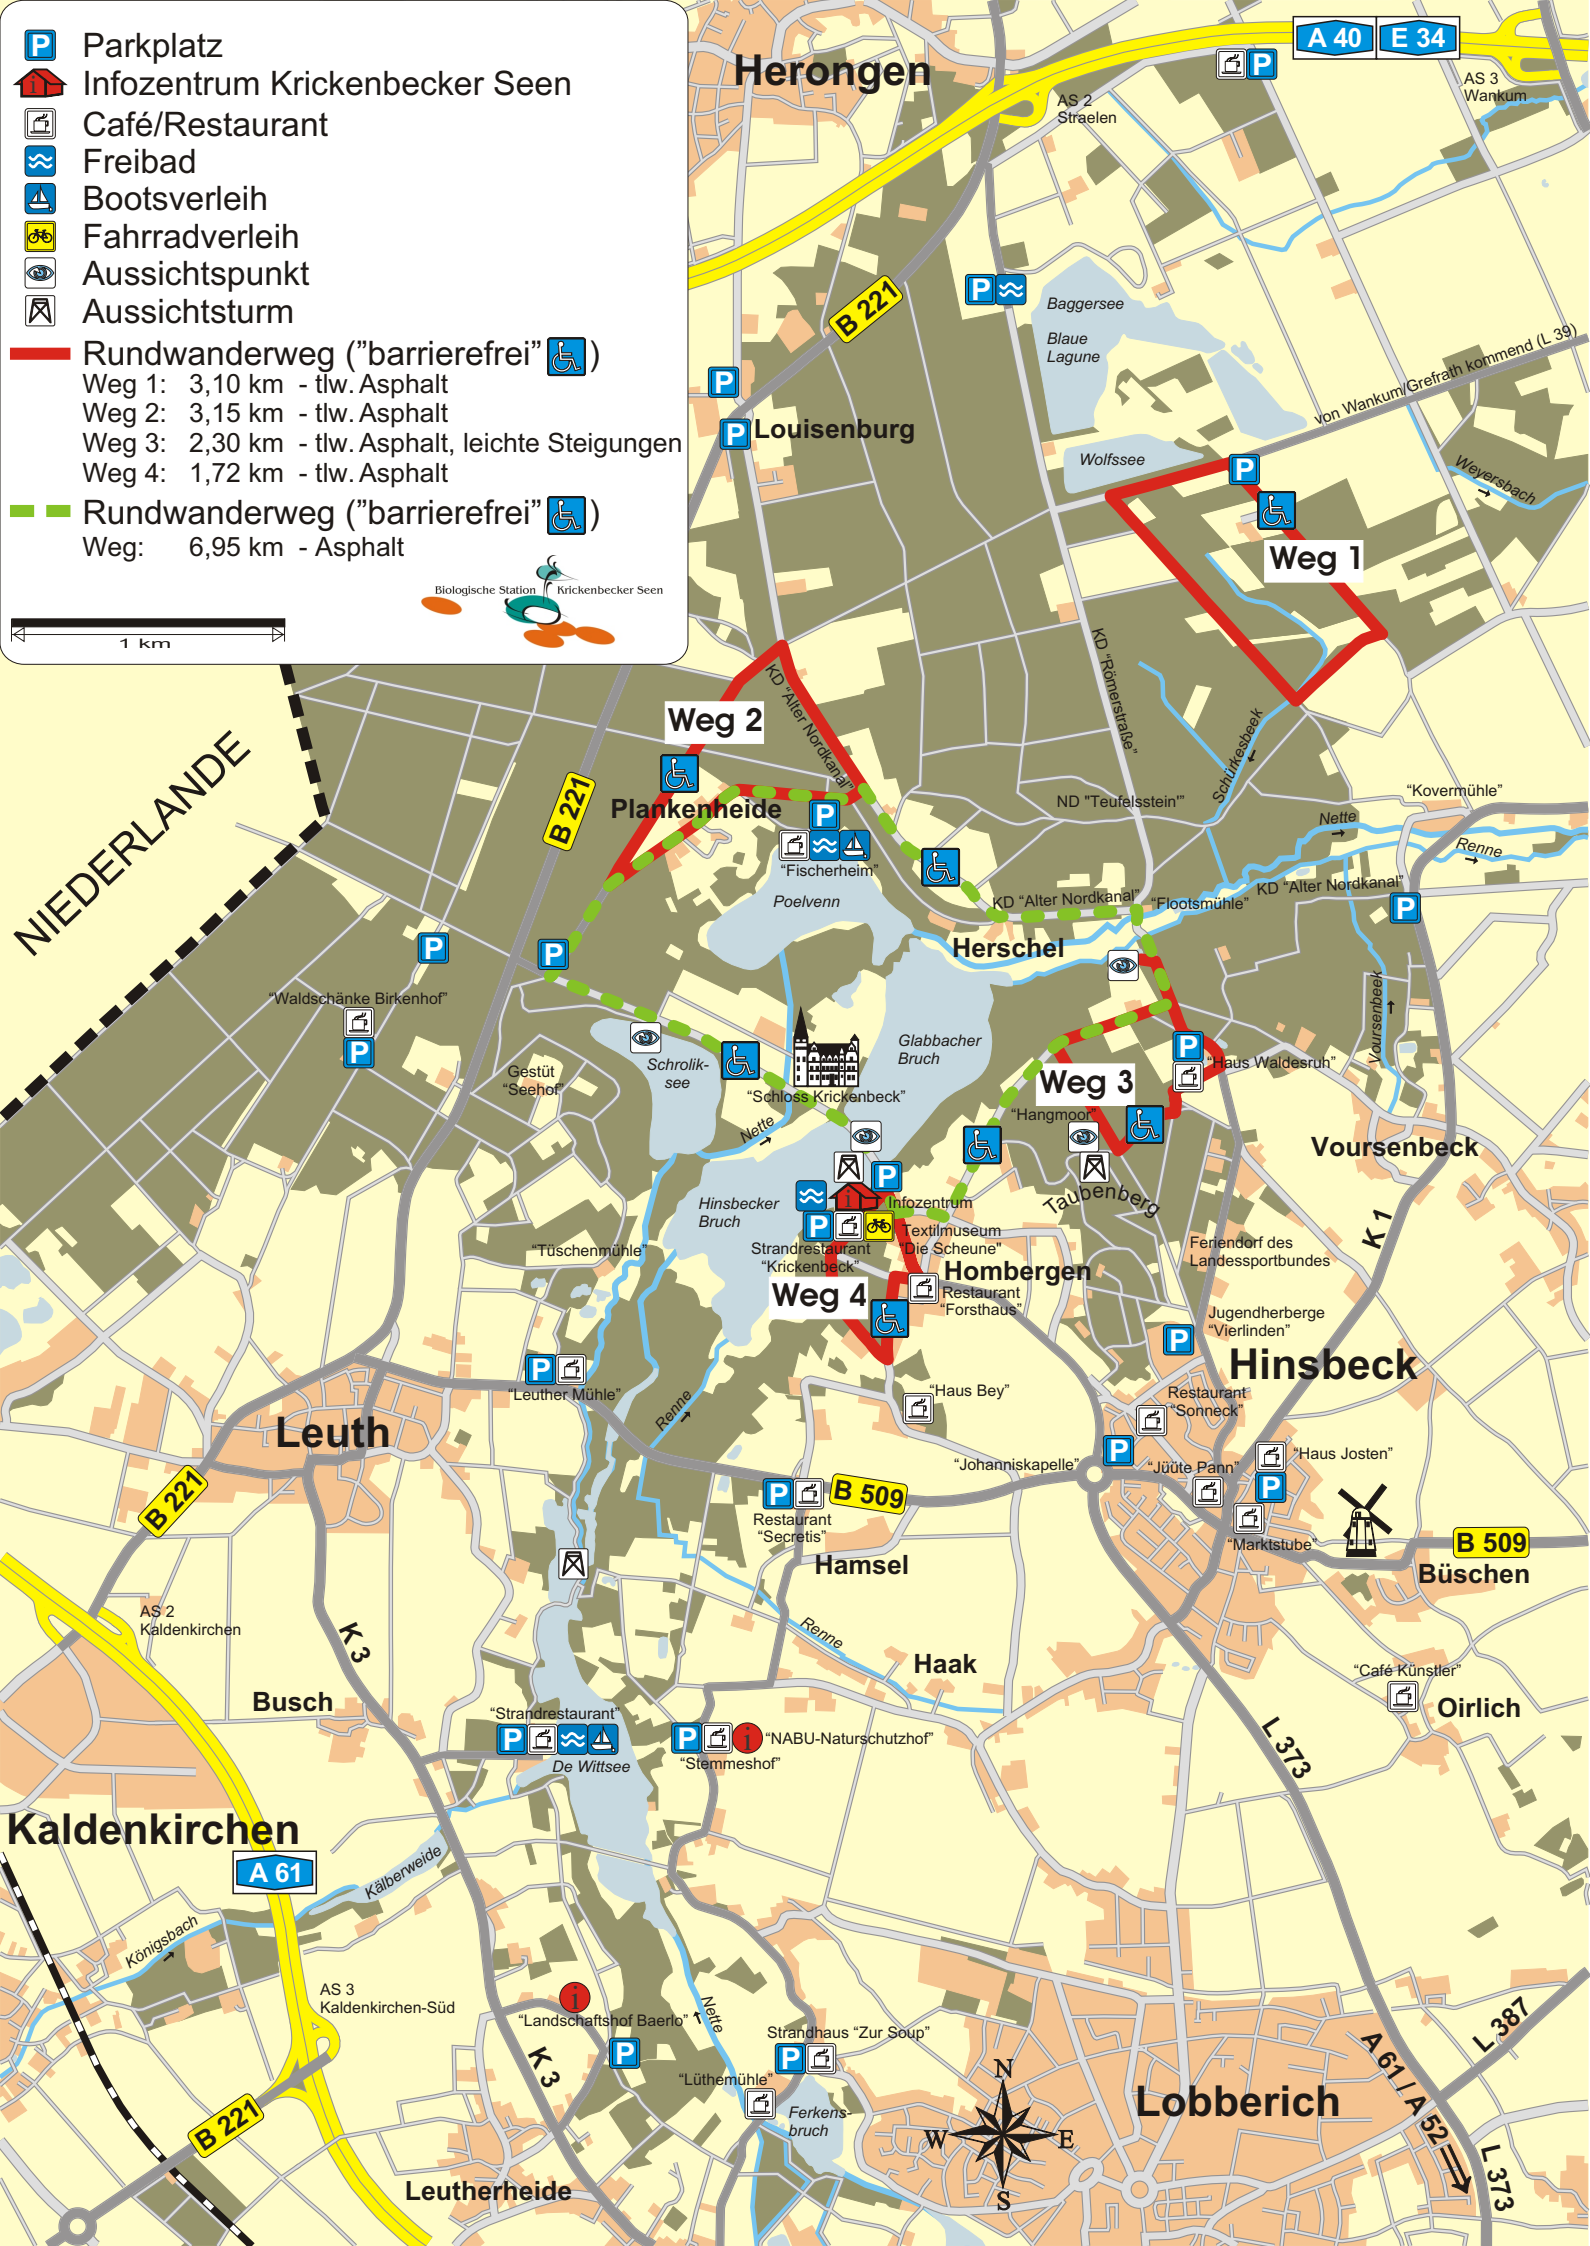 P Parkplatz
i Infozentrum Krickenbecker Seen
Café/Restaurant
Freibad
Bootsverleih
Fahrradverleih
Aussichtspunkt
Aussichtsturm
Rundwanderweg ("barrierefrei" )
Weg 1: 3,10 km - tlw. Asphalt
Weg 2: 3,15 km - tlw. Asphalt
Weg 3: 2,30 km - tlw. Asphalt, leichte Steigungen
Weg 4: 1,72 km - tlw. Asphalt
Rundwanderweg ("barrierefrei" )
Weg: 6,95 km - Asphalt
Biologische Station Krickenbecker Seen
1 km
Herongen
A 40 E 34
P
AS 2
Straelen
AS 3
Wankum
B 221
P
Baggersee
Blaue
Lagune
von Wankum/Grefrath kommend (L 39)
P
P Louisenburg
Wolfssee
P
Weyersbach
Weg 1
KD "Römerstraße"
KD "Alter Nordkanal"
Weg 2
NIEDERLANDE
Schürkesbeek
B 221
Plankenheide
P
ND "Teufelsstein"
"Kovermühle"
Nette
Renne
"Fischerheim"
Poelvenn
KD "Alter Nordkanal"
"Flootsmühle"
KD "Alter Nordkanal"
P
P
P
Herschel
"Waldschänke Birkenhof"
P
Voursenbeek
Glabbacher
Bruch
P
"Haus Waldesruh"
Gestüt
"Seehof"
Schrolik-
see
"Schloss Krickenbeck"
Weg 3
"Hangmoor"
Nette
Voursenbeck
P
Taubenberg
Hinsbecker
Bruch
i Infozentrum
P
Textilmuseum
"Die Scheune"
Strandrestaurant
"Krickenbeck"
"Tüschenmühle"
K 1
Feriendorf des
Landessportbundes
Hombergen
Weg 4
Restaurant
"Forsthaus"
Jugendherberge
"Vierlinden"
P
Hinsbeck
P
"Leuther Mühle"
"Haus Bey"
Restaurant
"Sonneck"
Renne
Leuth
P
"Johanniskapelle"
"Jüüte Pann"
"Haus Josten"
P
B 221
P
B 509
Restaurant
"Secretis"
"Marktstube"
B 509
Büschen
Hamsel
AS 2
Kaldenkirchen
K 3
Renne
Haak
"Café Künstler"
Oirlich
Busch
"Strandrestaurant"
P
De Wittsee
P i "NABU-Naturschutzhof"
"Stemmeshof"
L 373
Kaldenkirchen
A 61
Kälberweide
Königsbach
AS 3
Kaldenkirchen-Süd
i
"Landschaftshof Baerlo"
Nette
P
K 3
Strandhaus "Zur Soup"
P
"Lüthemühle"
Ferkens-
bruch
N
W E
S
Lobberich
L 387
A 61 / A 52
L 373
B 221
Leutherheide